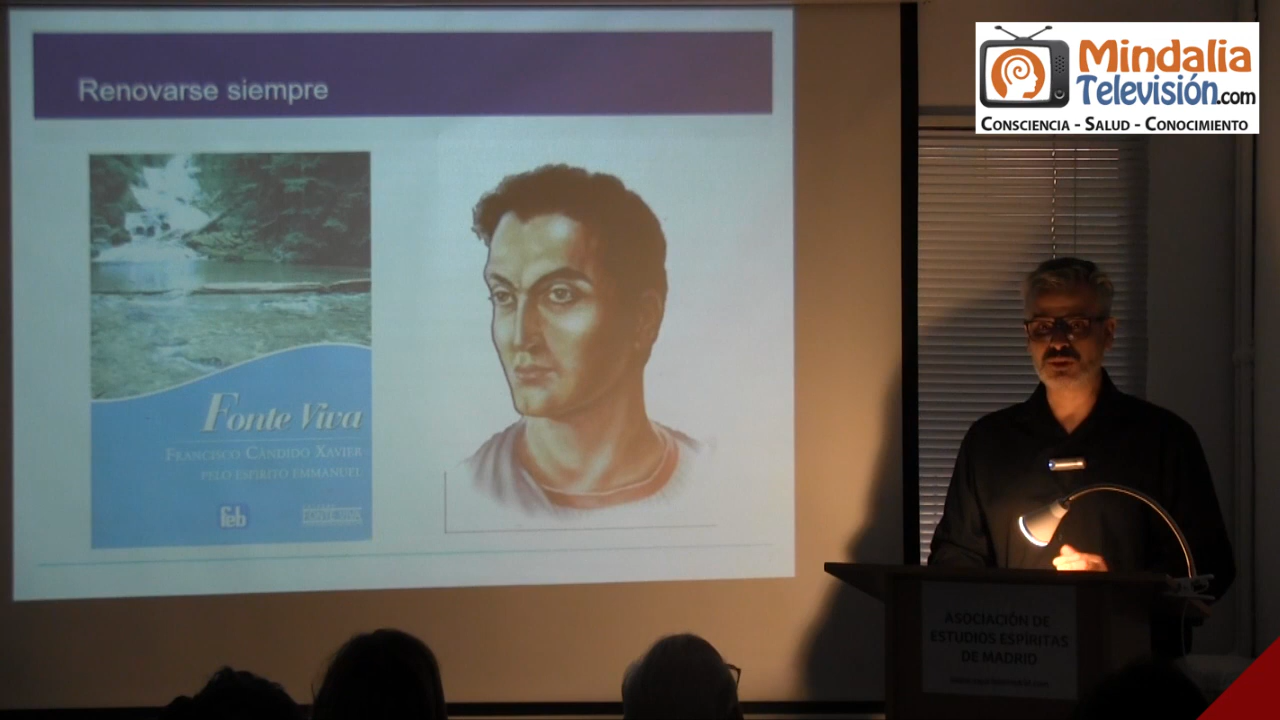 Renovarse siempre
Fonte Viva
FRANCISCO CÂNDIDO XAVIER
PELO ESPÍRITO EMMANUEL
feb
Mindalia
Televisión.com
CONSCIENCIA - SALUD - CONOCIMIENTO
ASOCIACIÓN DE
ESTUDIOS ESPÍRITAS
DE MADRID